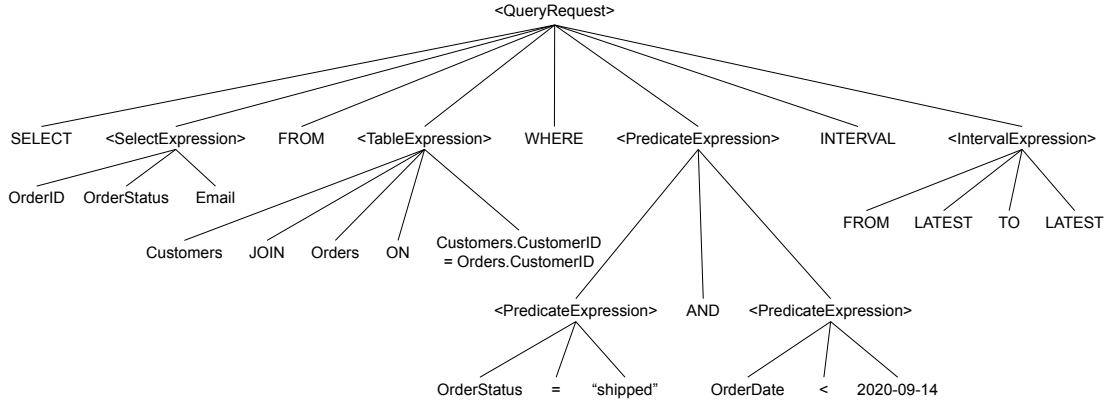 <QueryRequest>
SELECT <SelectExpression> FROM <TableExpression> WHERE <PredicateExpression> INTERVAL <IntervalExpression>
OrderID OrderStatus Email
FROM LATEST TO LATEST
Customers JOIN Orders ON Customers.CustomerID
= Orders.CustomerID
<PredicateExpression> AND <PredicateExpression>
OrderStatus = “shipped” OrderDate < 2020-09-14